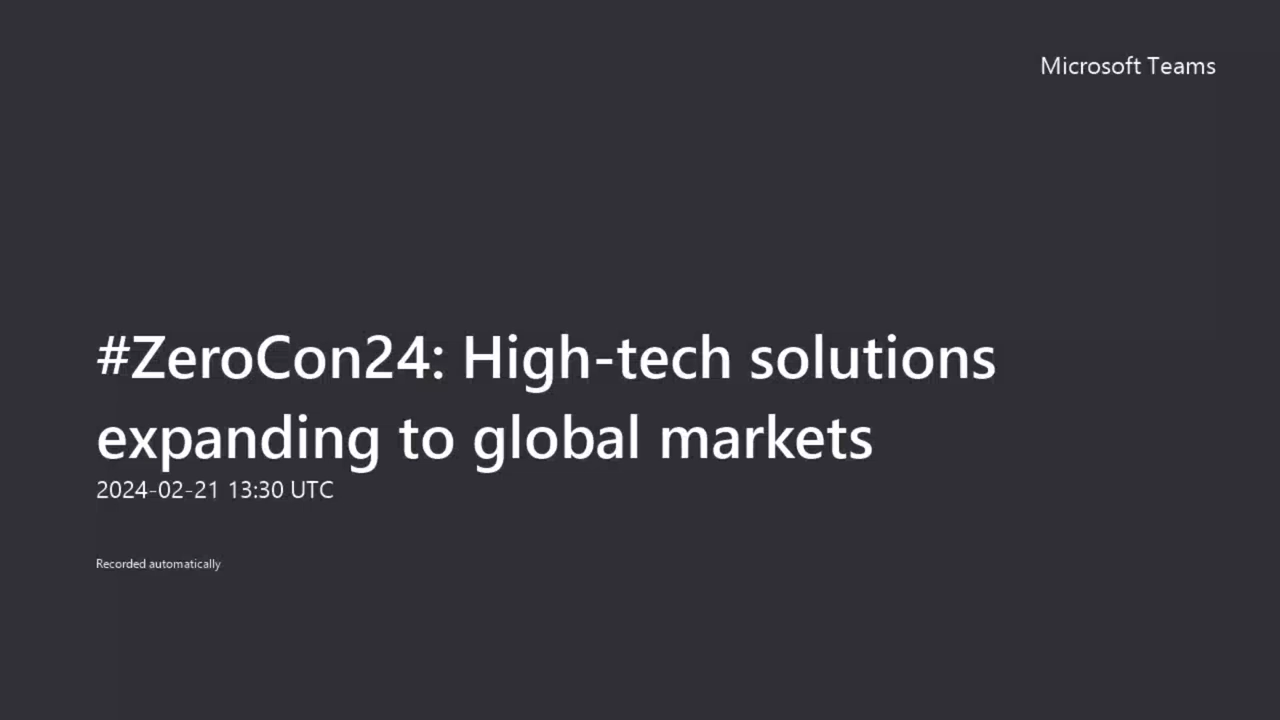 Microsoft Teams
#ZeroCon24: High-tech solutions
expanding to global markets
2024-02-21 13:30 UTC
Recorded automatically